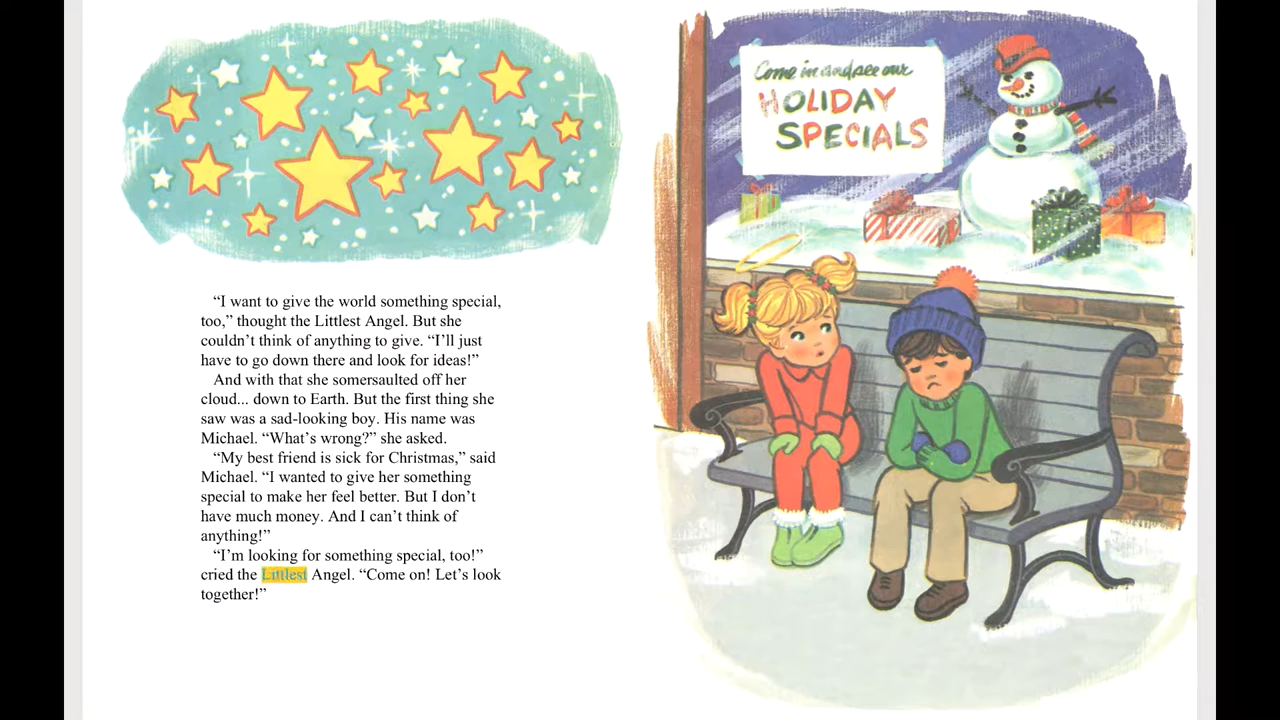 “I want to give the world something special,
too,” thought the Littlest Angel. But she
couldn’t think of anything to give. “I’ll just
have to go down there and look for ideas!”
And with that she somersaulted off her
cloud... down to Earth. But the first thing she
saw was a sad-looking boy. His name was
Michael. “What’s wrong?” she asked.
“My best friend is sick for Christmas,” said
Michael. “I wanted to give her something
special to make her feel better. But I don’t
have much money. And I can’t think of
anything!”
“I’m looking for something special, too!”
cried the Littlest Angel. “Come on! Let’s look
together!”
Come in and see our
HOLIDAY
SPECIALS